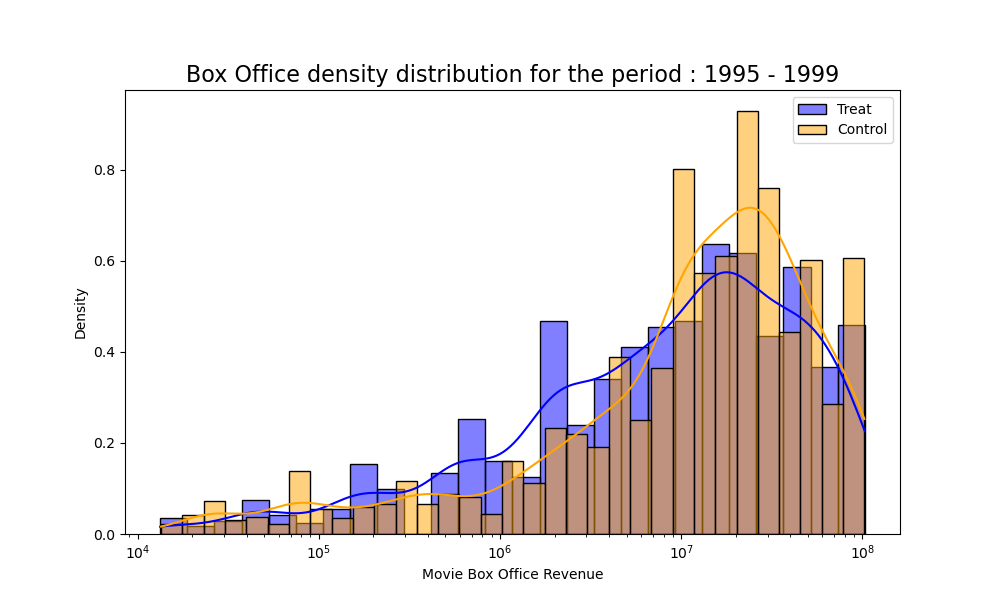 Box Office density distribution for the period : 1995 - 1999
Treat
Control
Density
0.8
0.6
0.4
0.2
0.0
10⁴
10⁵
10⁶
10⁷
10⁸
Movie Box Office Revenue